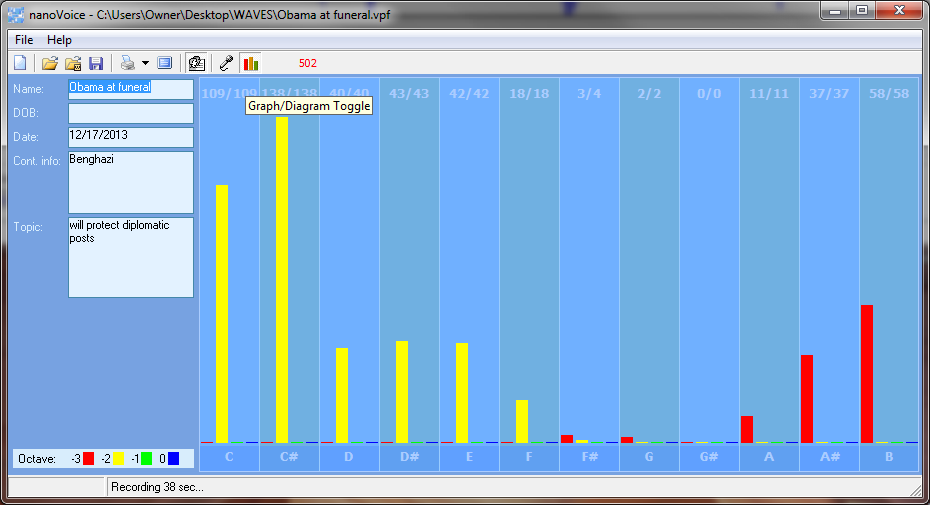 nanoVoice - C:\Users\Owner\Desktop\WAVES\Obama at funeral.vpf
File Help
502
Name: Obama at funeral
DOB:
Date: 12/17/2013
Cont. info: Benghazi
Topic: will protect diplomatic
posts
109/109 138/138 40/40 43/43 42/42 18/18 3/4 2/2 0/0 11/11 37/37 58/58
Graph/Diagram Toggle
C C# D D# E F F# G G# A A# B
Octave: -3 -2 -1 0
Recording 38 sec...